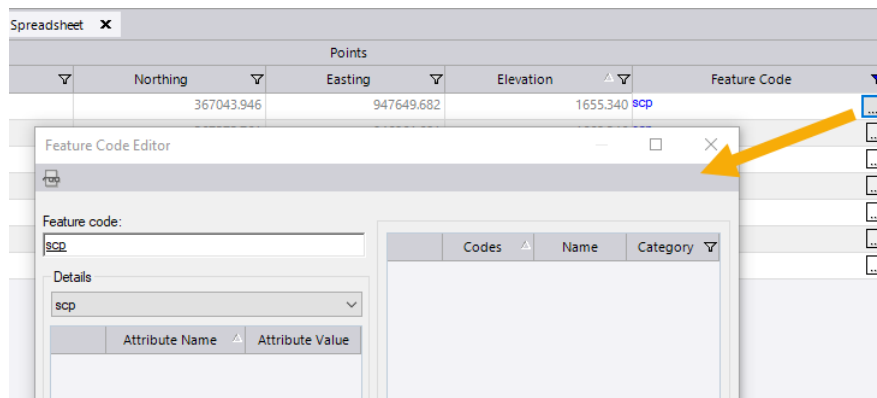 Spreadsheet
Points
Northing Easting Elevation Feature Code
367043.946 947649.682 1655.340 scp ...
Feature Code Editor
Feature code:
scp
Codes Name Category
Details
scp
Attribute Name Attribute Value